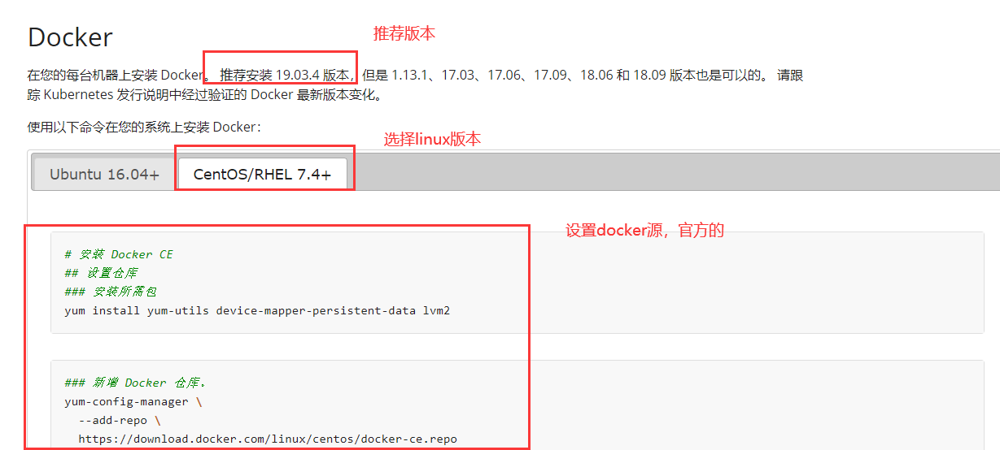 Docker
推荐版本
在您的每台机器上安装 Docker。 推荐安装 19.03.4 版本，但是 1.13.1、17.03、17.06、17.09、18.06 和 18.09 版本也是可以的。 请跟
踪 Kubernetes 发行说明中经过验证的 Docker 最新版本变化。
使用以下命令在您的系统上安装 Docker：
选择linux版本
Ubuntu 16.04+ CentOS/RHEL 7.4+
设置docker源，官方的
# 安装 Docker CE
## 设置仓库
### 安装所需包
yum install yum-utils device-mapper-persistent-data lvm2
### 新增 Docker 仓库。
yum-config-manager \
--add-repo \
https://download.docker.com/linux/centos/docker-ce.repo